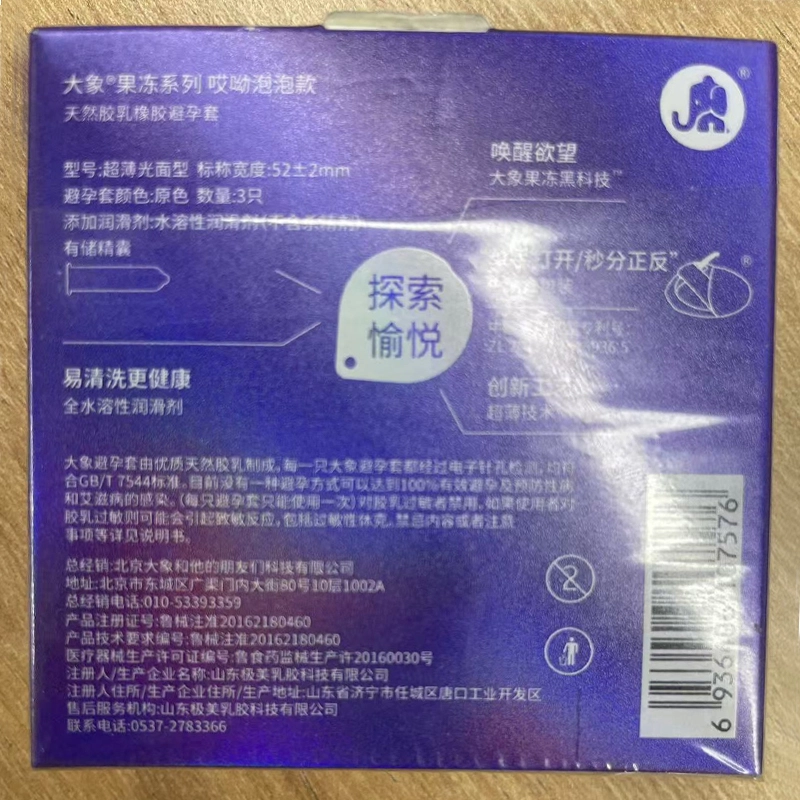 大象®果冻系列 哎呦泡泡款
天然胶乳橡胶避孕套
型号:超薄光面型 标称宽度:52±2mm
避孕套颜色:原色 数量:3只
添加润滑剂:水溶性润滑剂(不含杀精剂)
有储精囊
易清洗更健康
全水溶性润滑剂
探索
愉悦
®
唤醒欲望
大象果冻黑科技™
打开/秒分正反”
®
专利号
创新工
超薄技术
大象避孕套由优质天然胶乳制成,每一只大象避孕套都经过电子针孔检测,均符
合GB/T 7544标准。目前没有一种避孕方式可以达到100%有效避孕及预防性病
和艾滋病的感染。(每只避孕套只能使用一次)对胶乳过敏者禁用,如果使用者对
胶乳过敏则可能会引起致敏反应,包括过敏性休克。禁忌内容或者注意
事项等详见说明书。
总经销:北京大象和他的朋友们科技有限公司
地址:北京市东城区广渠门内大街80号10层1002A
总经销电话:010-53393359
产品注册证号:鲁械注准20162180460
产品技术要求编号:鲁械注准20162180460
医疗器械生产许可证编号:鲁食药监械生产许20160030号
注册人/生产企业名称:山东极美乳胶科技有限公司
注册人住所/生产企业住所/生产地址:山东省济宁市任城区唐口工业开发区
售后服务机构:山东极美乳胶科技有限公司
联系电话:0537-2783366
2